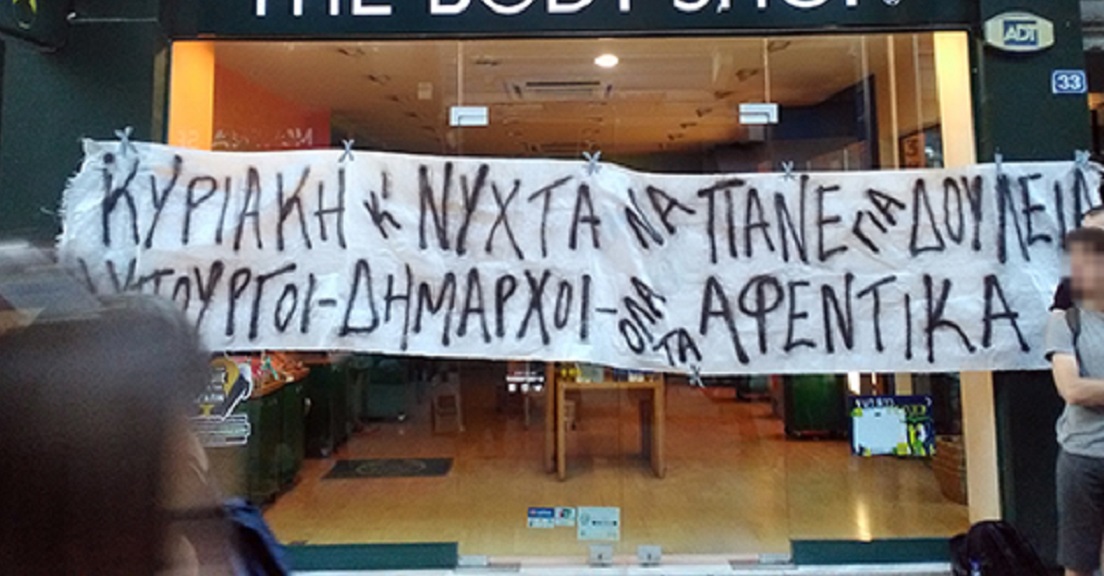 THE BODY SHOP
ADT
33
ΚΥΡΙΑΚΗ Κ' ΝΥΧΤΑ ΝΑ ΠΑΝΕ ΓΙΑ ΔΟΥΛΕΙΑ
ΥΠΟΥΡΓΟΙ-ΔΗΜΑΡΧΟΙ-ΟΛΑ ΤΑ ΑΦΕΝΤΙΚΑ